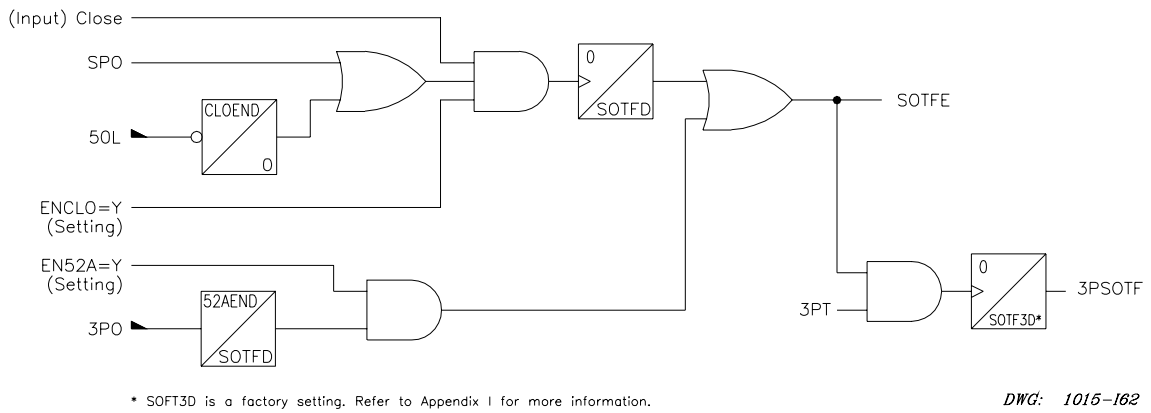 (Input) Close
SPO
CLOEND
0
50L
ENCLO=Y
(Setting)
0
SOTFD
SOTFE
EN52A=Y
(Setting)
3PO
52AEND
SOTFD
3PT
0
SOTF3D*
3PSOTF
* SOFT3D is a factory setting. Refer to Appendix I for more information.
DWG: 1015-I62